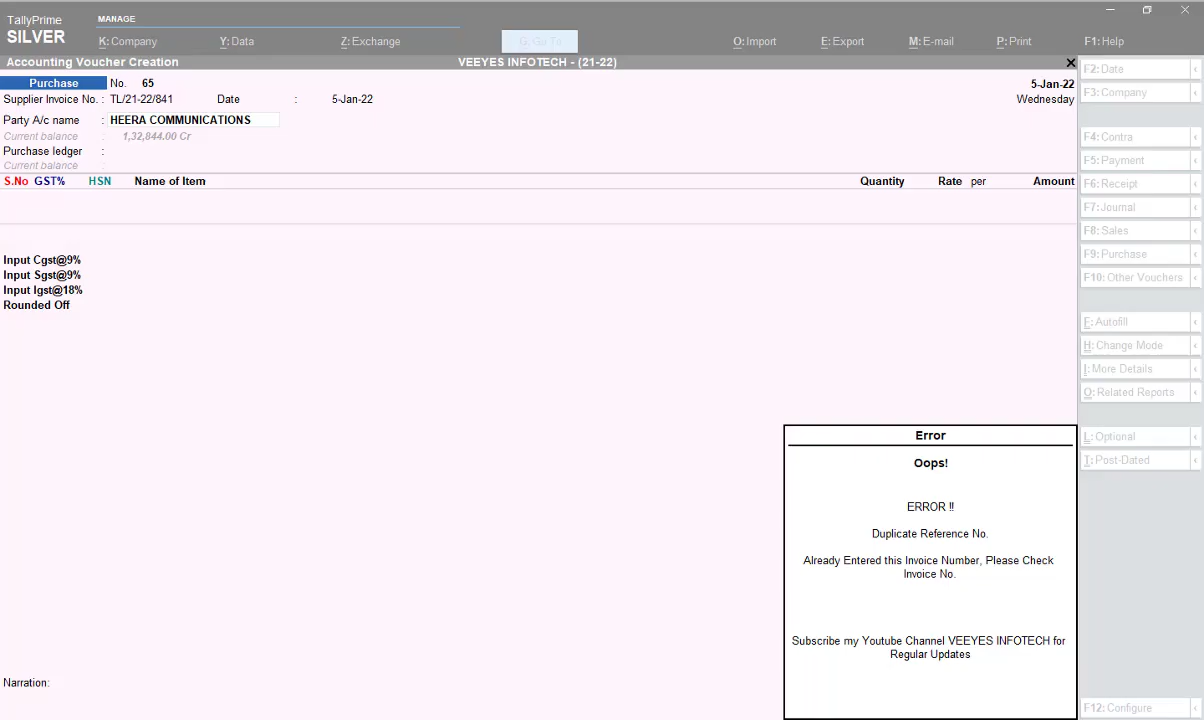 TallyPrime
SILVER
MANAGE
K: Company Y: Data Z: Exchange G: Go To O: Import E: Export M: E-mail P: Print F1: Help
Accounting Voucher Creation VEEYES INFOTECH - (21-22)
Purchase No. 65 5-Jan-22
Supplier Invoice No. : TL/21-22/841 Date : 5-Jan-22 Wednesday
Party A/c name : HEERA COMMUNICATIONS
Current balance : 1,32,844.00 Cr
Purchase ledger :
Current balance :
S.No GST% HSN Name of Item Quantity Rate per Amount
Input Cgst@9%
Input Sgst@9%
Input Igst@18%
Rounded Off
Error
Oops!
ERROR !!
Duplicate Reference No.
Already Entered this Invoice Number, Please Check
Invoice No.
Subscribe my Youtube Channel VEEYES INFOTECH for
Regular Updates
Narration:
F2: Date
F3: Company
F4: Contra
F5: Payment
F6: Receipt
F7: Journal
F8: Sales
F9: Purchase
F10: Other Vouchers
E: Autofill
H: Change Mode
I: More Details
O: Related Reports
L: Optional
T: Post-Dated
F12: Configure